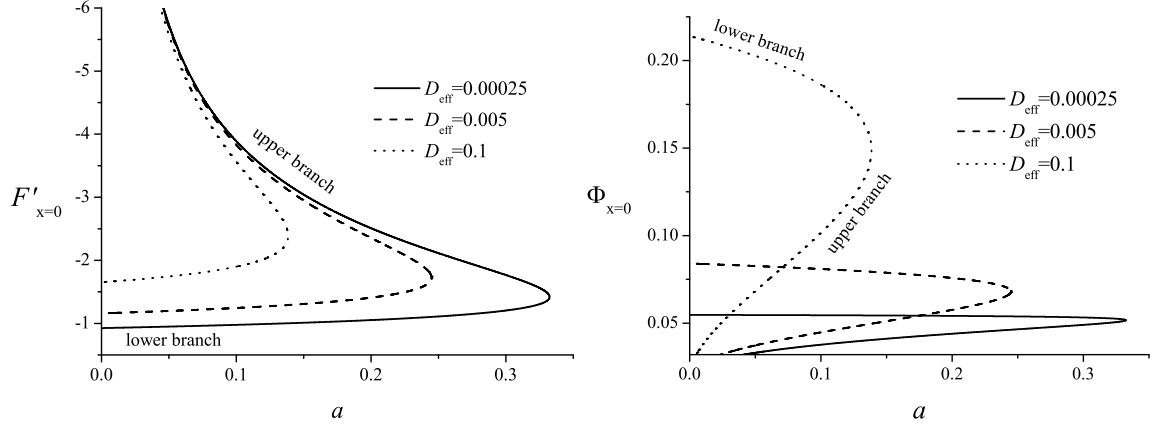 -6
-5
-4
-3
-2
-1
F′x=0
0.0
0.1
0.2
0.3
a
Deff=0.00025
Deff=0.005
Deff=0.1
upper branch
lower branch
0.20
0.15
0.10
0.05
Φx=0
0.0
0.1
0.2
0.3
a
lower branch
upper branch
Deff=0.00025
Deff=0.005
Deff=0.1